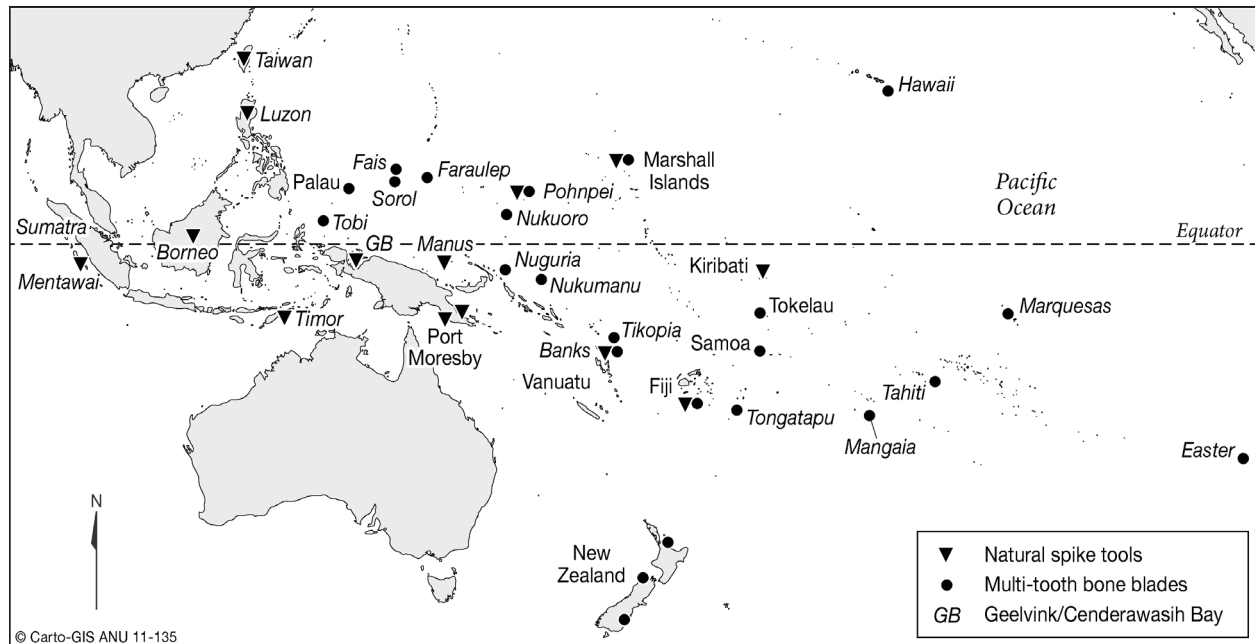 Taiwan
Hawaii
Luzon
Fais
Faraulep
Marshall
Islands
Palau
Sorol
Pohnpei
Pacific
Ocean
Nukuoro
Tobi
Sumatra
Equator
GB
Manus
Borneo
Nuguria
Kiribati
Mentawai
Nukumanu
Tokelau
Marquesas
Timor
Port
Moresby
Tikopia
Samoa
Banks
Vanuatu
Fiji
Tahiti
Tongatapu
Mangaia
Easter
N
New
Zealand
Natural spike tools
Multi-tooth bone blades
GB Geelvink/Cenderawasih Bay
© Carto-GIS ANU 11-135